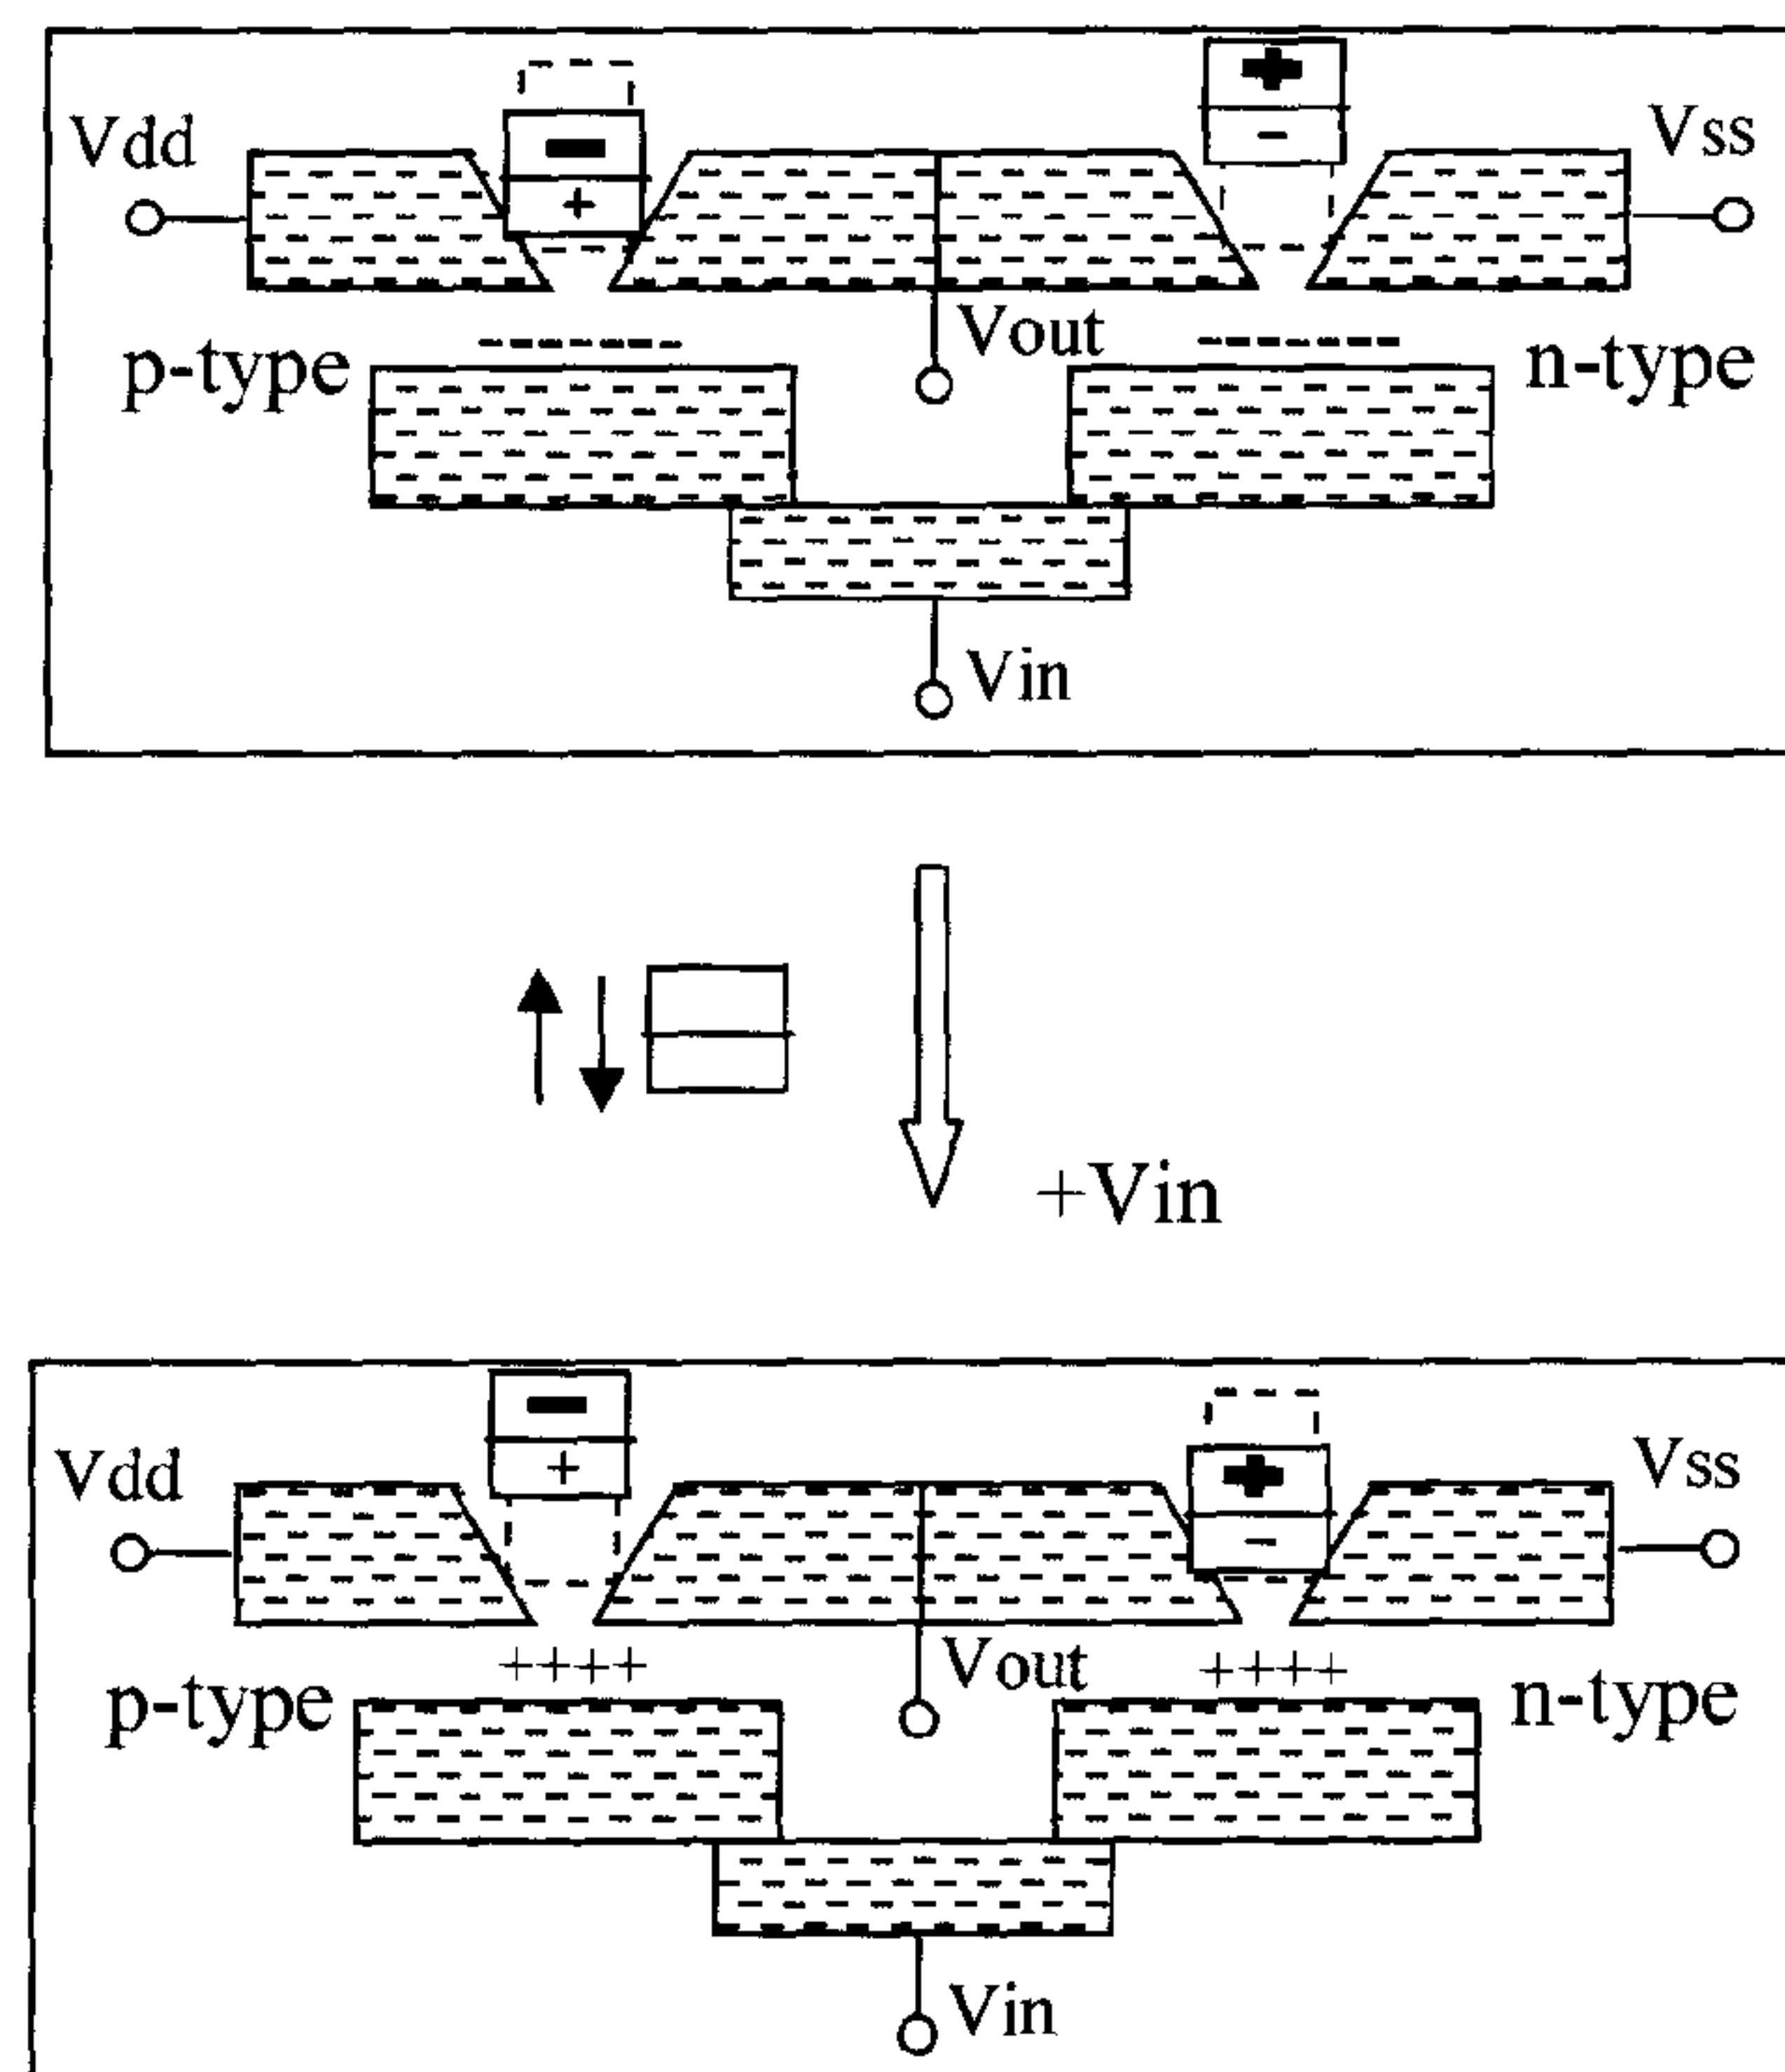 Vdd
Vss
+
-
Vout
p-type
n-type
Vin
+Vin
Vdd
Vss
+
-
Vout
++++
++++
p-type
n-type
Vin